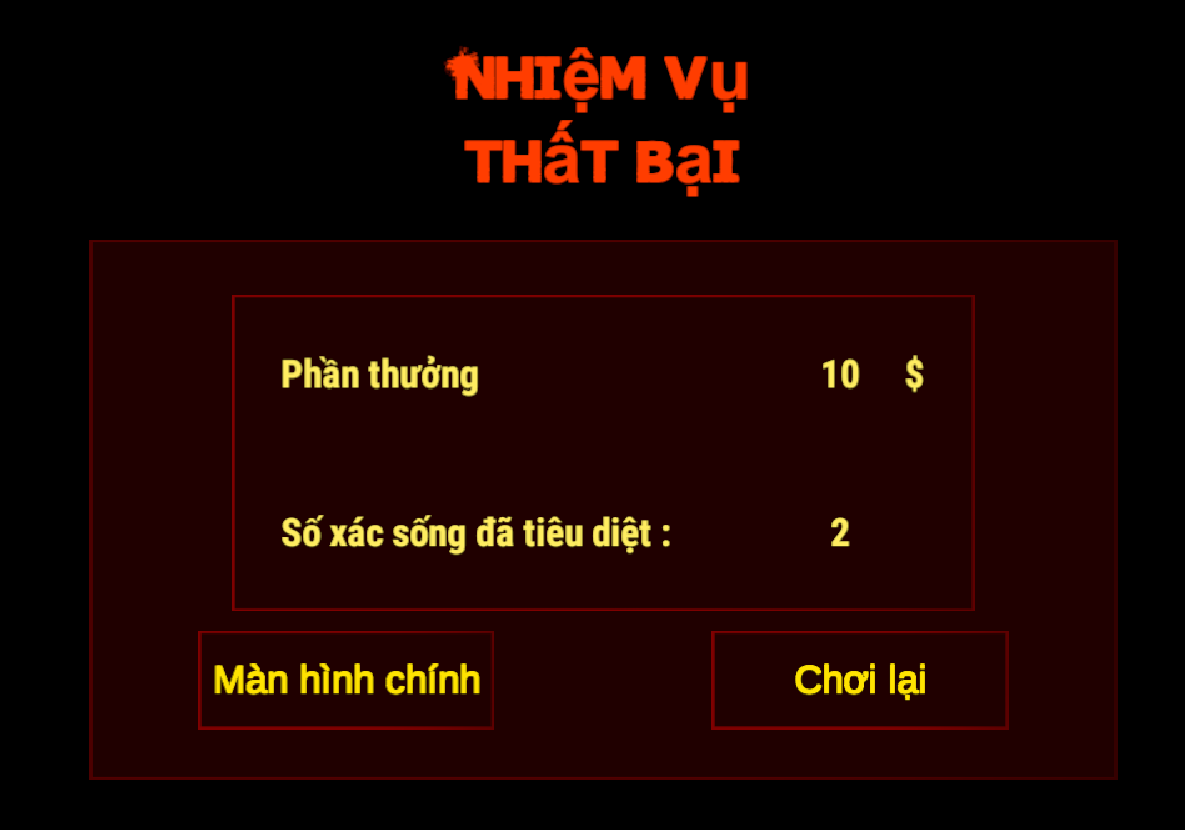 NHIệM Vụ
THấT BạI
Phần thưởng 10 $
Số xác sống đã tiêu diệt : 2
Màn hình chính Chơi lại